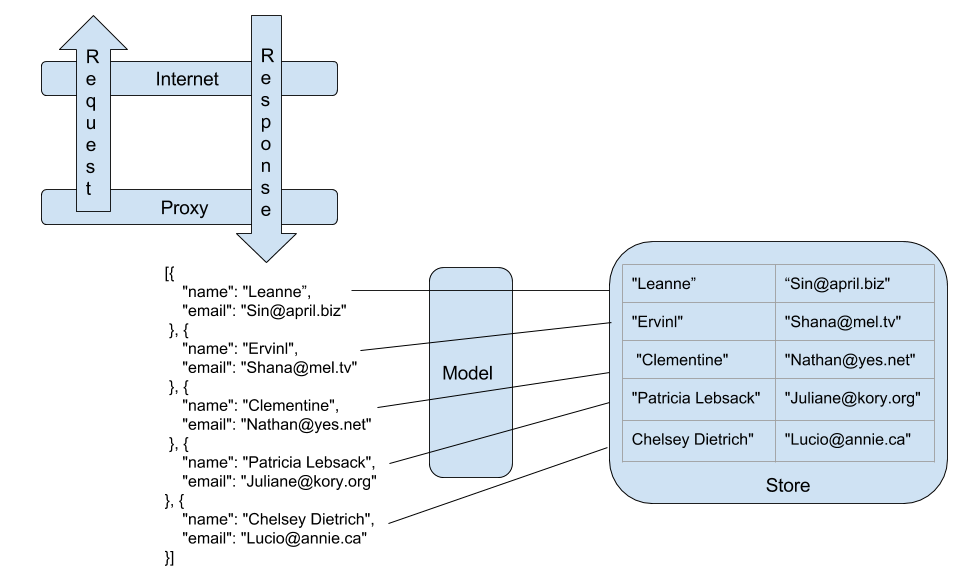 Request
Response
Internet
Proxy
[{
"name": "Leanne”,
"email": "Sin@april.biz"
}, {
"name": "Ervinl",
"email": "Shana@mel.tv"
}, {
"name": "Clementine",
"email": "Nathan@yes.net"
}, {
"name": "Patricia Lebsack",
"email": "Juliane@kory.org"
}, {
"name": "Chelsey Dietrich",
"email": "Lucio@annie.ca"
}]
Model
"Leanne” “Sin@april.biz"
"Ervinl" "Shana@mel.tv"
"Clementine" "Nathan@yes.net"
"Patricia Lebsack" "Juliane@kory.org"
Chelsey Dietrich" "Lucio@annie.ca"
Store